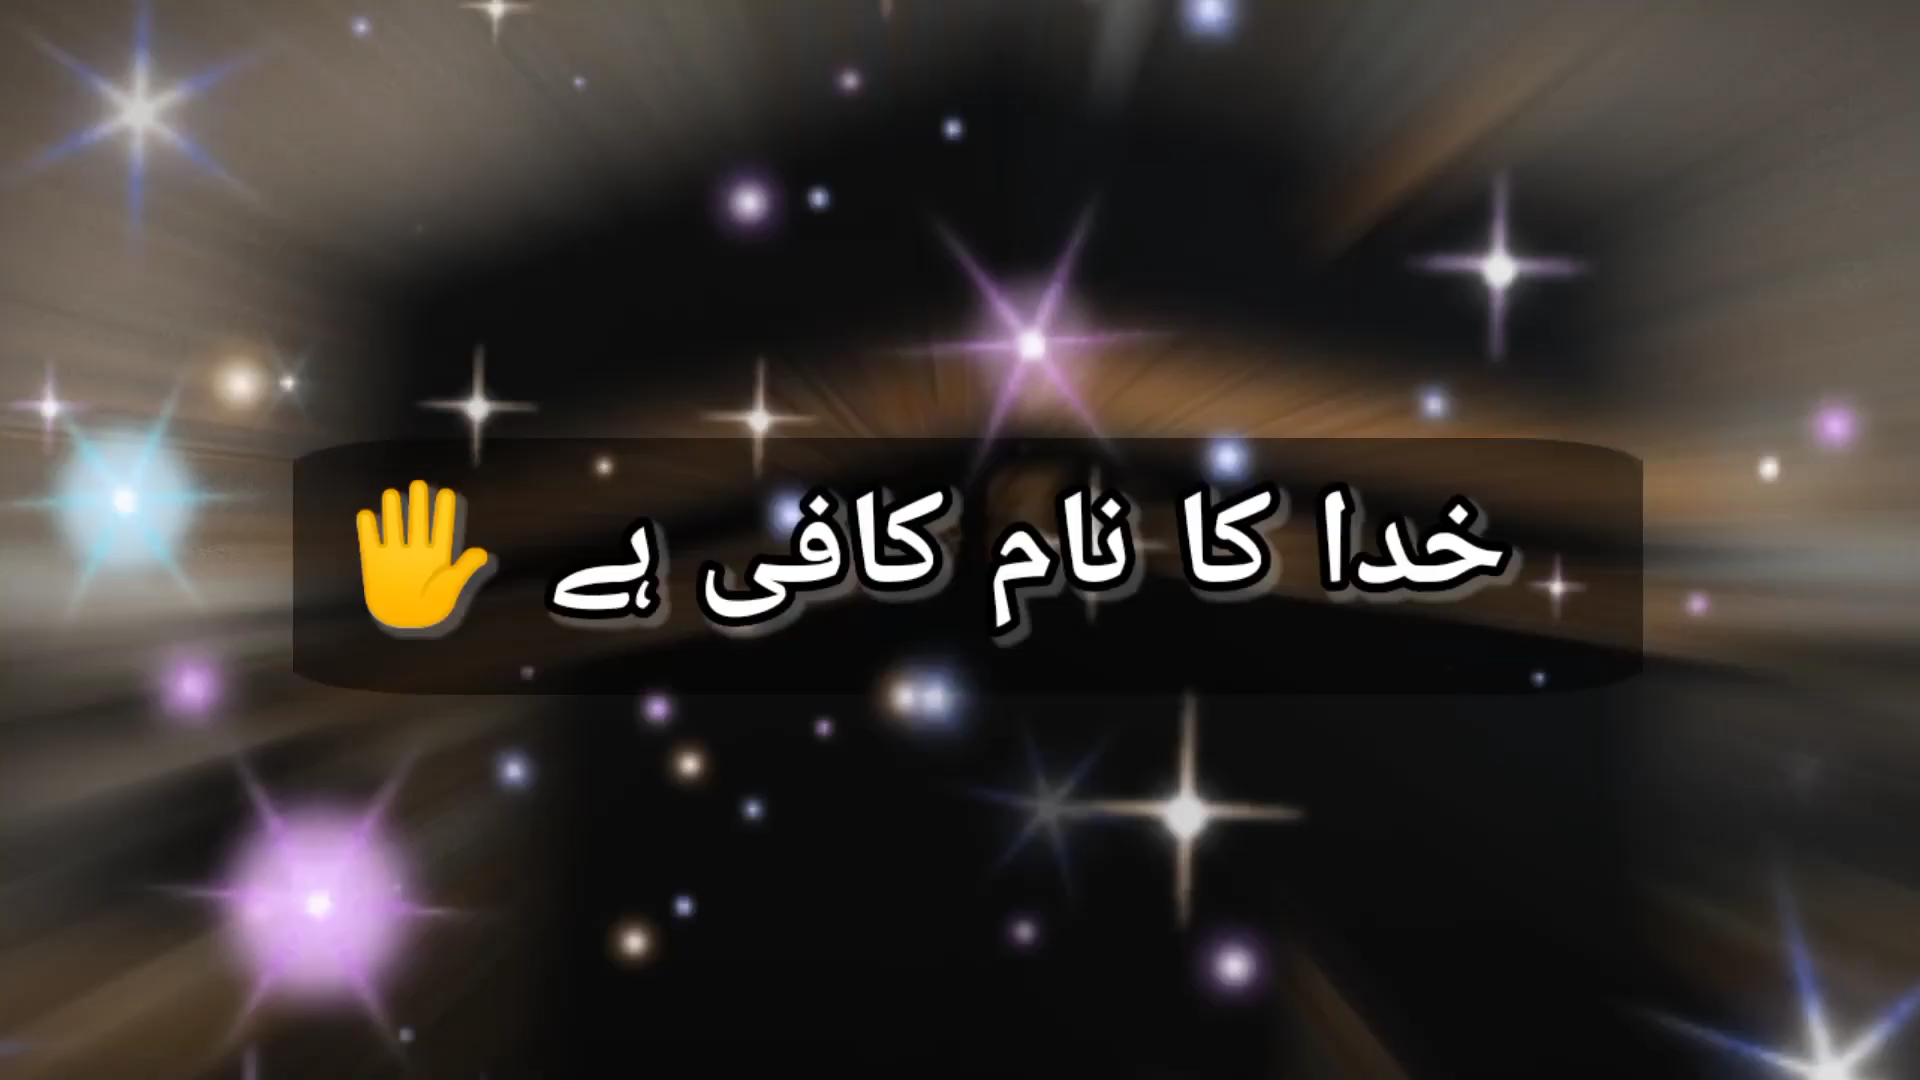 خدا کا نام کافی ہے 🖐